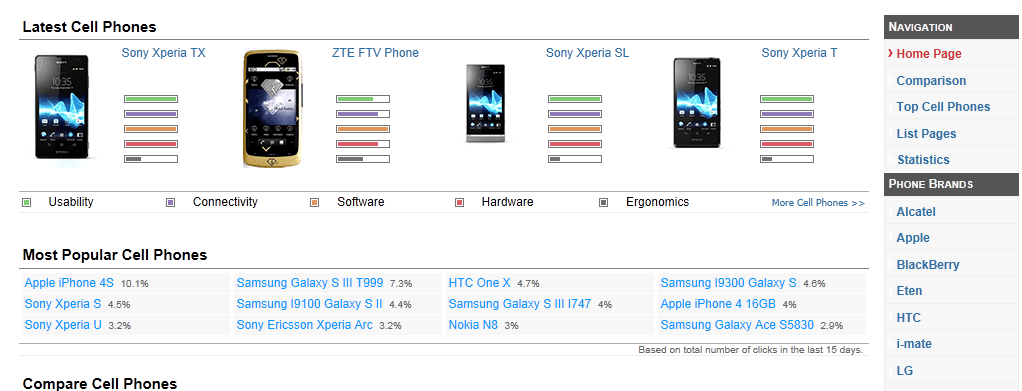 Latest Cell Phones
Sony Xperia TX
ZTE FTV Phone
Sony Xperia SL
Sony Xperia T
Usability
Connectivity
Software
Hardware
Ergonomics
More Cell Phones >>
Most Popular Cell Phones
Apple iPhone 4S 10.1%
Samsung Galaxy S III T999 7.3%
HTC One X 4.7%
Samsung I9300 Galaxy S 4.6%
Sony Xperia S 4.5%
Samsung I9100 Galaxy S II 4.4%
Samsung Galaxy S III I747 4%
Apple iPhone 4 16GB 4%
Sony Xperia U 3.2%
Sony Ericsson Xperia Arc 3.2%
Nokia N8 3%
Samsung Galaxy Ace S5830 2.9%
Based on total number of clicks in the last 15 days.
Compare Cell Phones
NAVIGATION
Home Page
Comparison
Top Cell Phones
List Pages
Statistics
PHONE BRANDS
Alcatel
Apple
BlackBerry
Eten
HTC
i-mate
LG